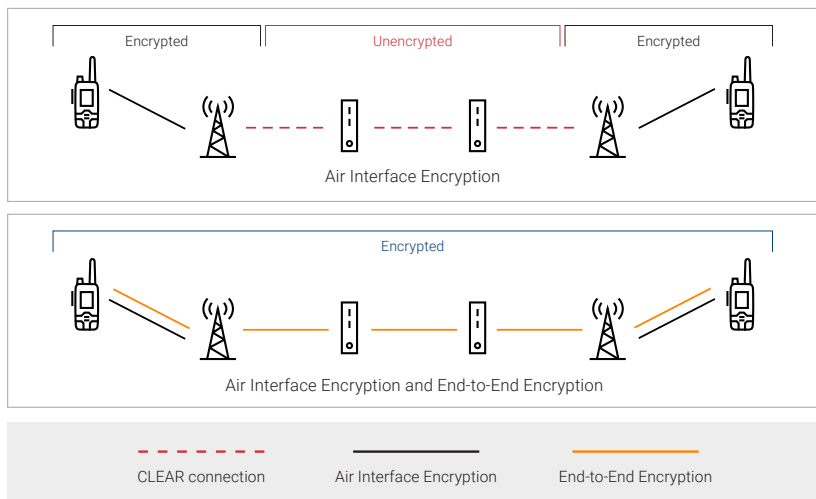 Encrypted
Unencrypted
Encrypted
Air Interface Encryption
Encrypted
Air Interface Encryption and End-to-End Encryption
CLEAR connection
Air Interface Encryption
End-to-End Encryption